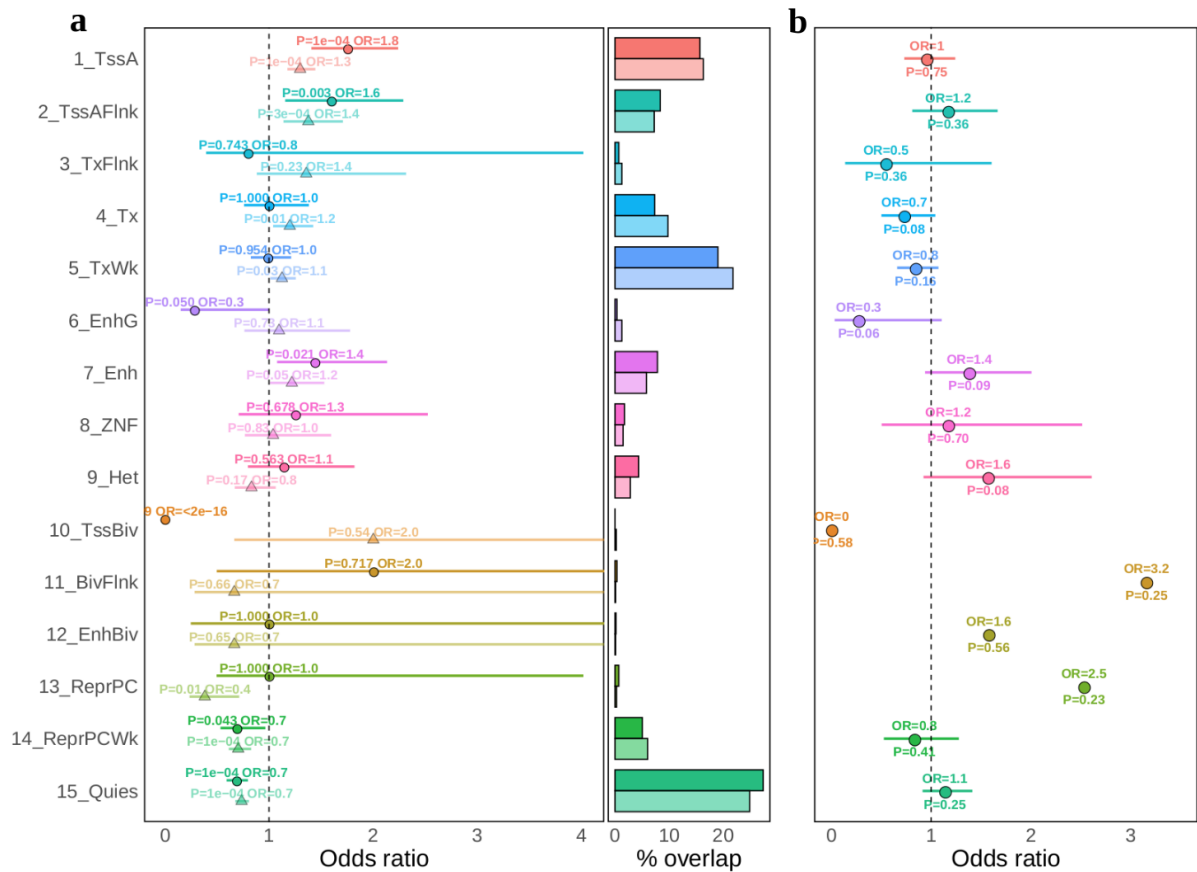 a
b
1_TssA
P=1e−04 OR=1.8
P=1e−04 OR=1.3
OR=1
P=0.75
2_TssAFlnk
P=0.003 OR=1.6
P=3e−04 OR=1.4
OR=1.2
P=0.36
3_TxFlnk
P=0.743 OR=0.8
P=0.23 OR=1.4
OR=0.5
P=0.36
4_Tx
P=1.000 OR=1.0
P=0.01 OR=1.2
OR=0.7
P=0.08
5_TxWk
P=0.954 OR=1.0
P=0.03 OR=1.1
OR=0.8
6_EnhG
P=0.050 OR=0.3
OR=1.1
OR=0.3
P=0.06
7_Enh
P=0.021 OR=1.4
P=0.05 OR=1.2
OR=1.4
P=0.09
8_ZNF
P=0.678 OR=1.3
P=0.83 OR=1.0
OR=1.2
P=0.70
9_Het
P=0.563 OR=1.1
P=0.17 OR=0.8
OR=1.6
P=0.08
10_TssBiv
9 OR=<2e−16
P=0.54 OR=2.0
OR=0
P=0.58
11_BivFlnk
P=0.717 OR=2.0
P=0.66 OR=0.7
OR=3.2
P=0.25
12_EnhBiv
P=1.000 OR=1.0
P=0.65 OR=0.7
OR=1.6
P=0.56
13_ReprPC
P=1.000 OR=1.0
P=0.01 OR=0.4
OR=2.5
P=0.23
14_ReprPCWk
P=0.043 OR=0.7
P=1e−04 OR=0.7
OR=0.8
P=0.41
15_Quies
P=1e−04 OR=0.7
P=1e−04 OR=0.7
OR=1.1
P=0.25
0 1 2 3 4
0 10 20
0 1 2 3
Odds ratio
% overlap
Odds ratio